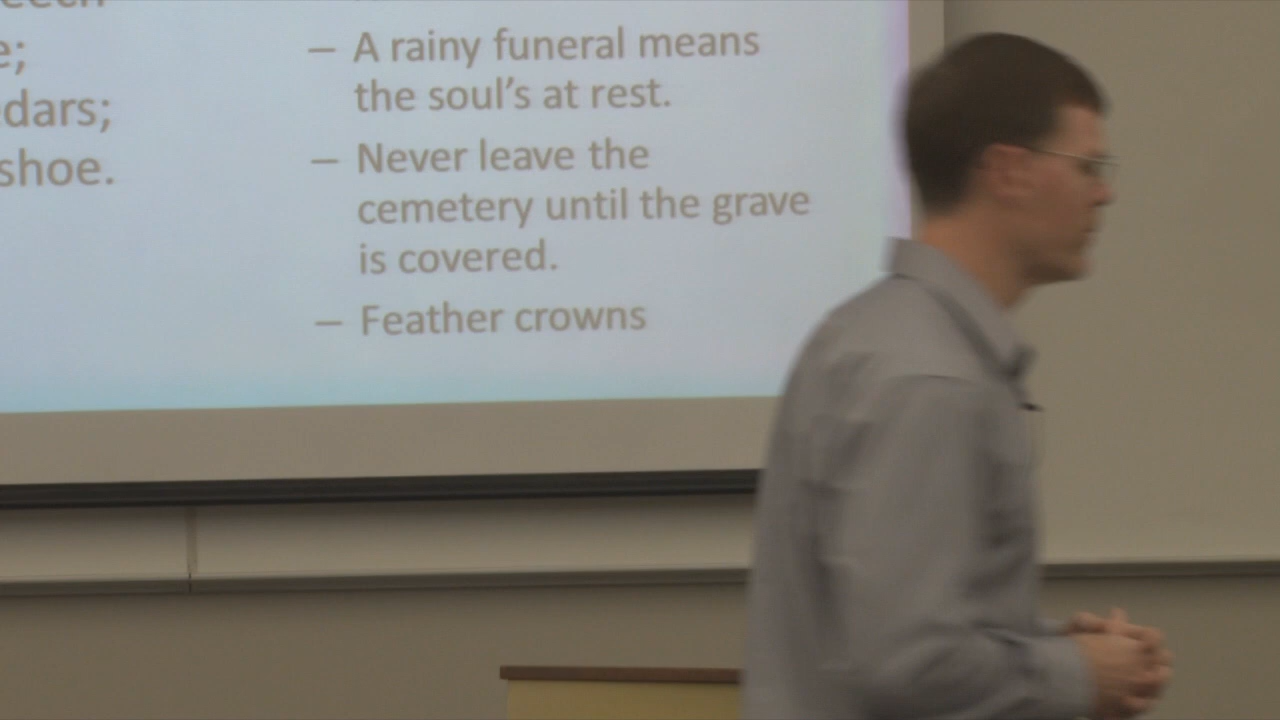 e;
dars;
shoe.
– A rainy funeral means
the soul's at rest.
– Never leave the
cemetery until the grave
is covered.
– Feather crowns